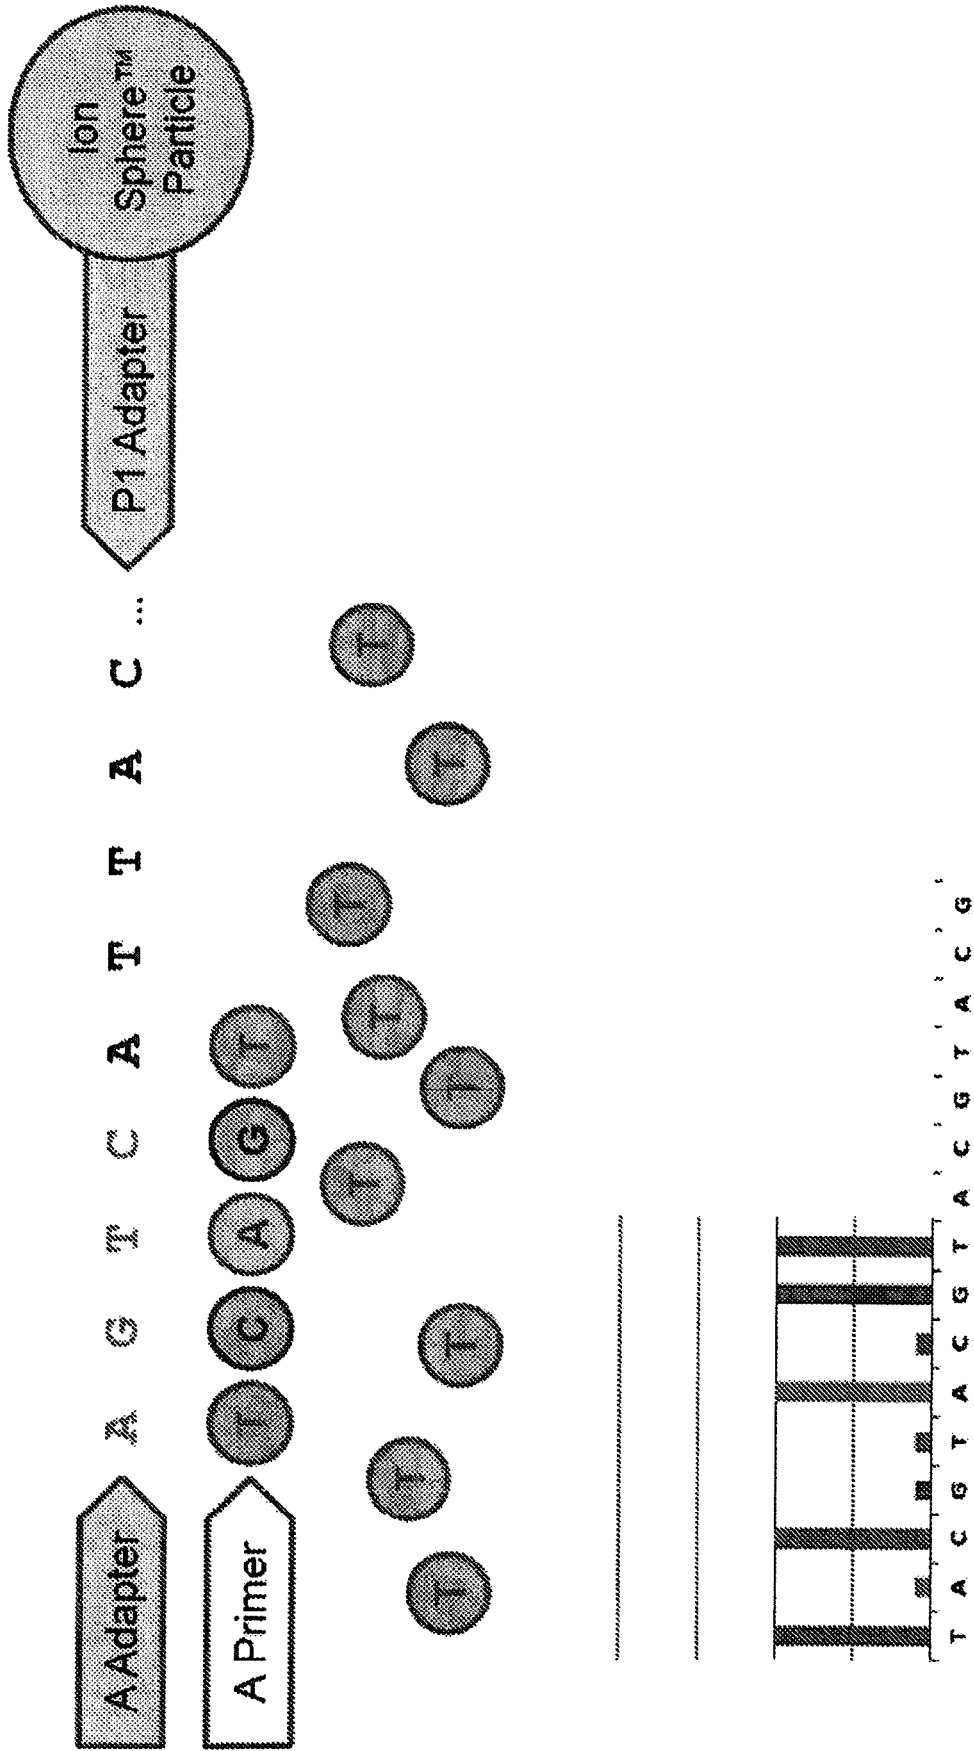 A Adapter A G T C A T T A C ... P1 Adapter
Ion
Sphere™
Particle
A Primer T C A G T
T T T T T T T T T
T A C G T A C G T A C G T A C G